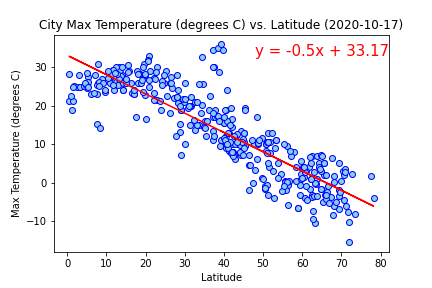 City Max Temperature (degrees C) vs. Latitude (2020-10-17)
y = -0.5x + 33.17
Max Temperature (degrees C)
30
20
10
0
−10
0 10 20 30 40 50 60 70 80
Latitude